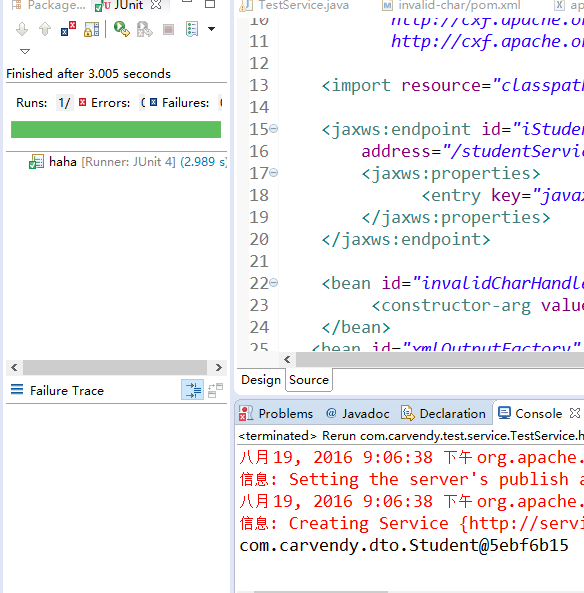 Package... JUnit
Finished after 3.005 seconds
Runs: 1/ Errors: Failures:
haha [Runner: JUnit 4] (2.989 s)
Failure Trace
TestService.java invalid-char/pom.xml ap
10 http://cxf.apache.o
11 http://cxf.apache.or
12
13 <import resource="classpath
14
15 <jaxws:endpoint id="iStuden
16 address="/studentServic
17 <jaxws:properties>
18 <entry key="javax
19 </jaxws:properties>
20 </jaxws:endpoint>
21
22 <bean id="invalidCharHandle
23 <constructor-arg value
24 </bean>
25 <bean id="xmlOutputFactory"
Design Source
Problems @ Javadoc Declaration Console
<terminated> Rerun com.carvendy.test.service.TestService.h
八月 19, 2016 9:06:38 下午 org.apache.
信息: Setting the server's publish a
八月 19, 2016 9:06:38 下午 org.apache.
信息: Creating Service {http://servi
com.carvendy.dto.Student@5ebf6b15